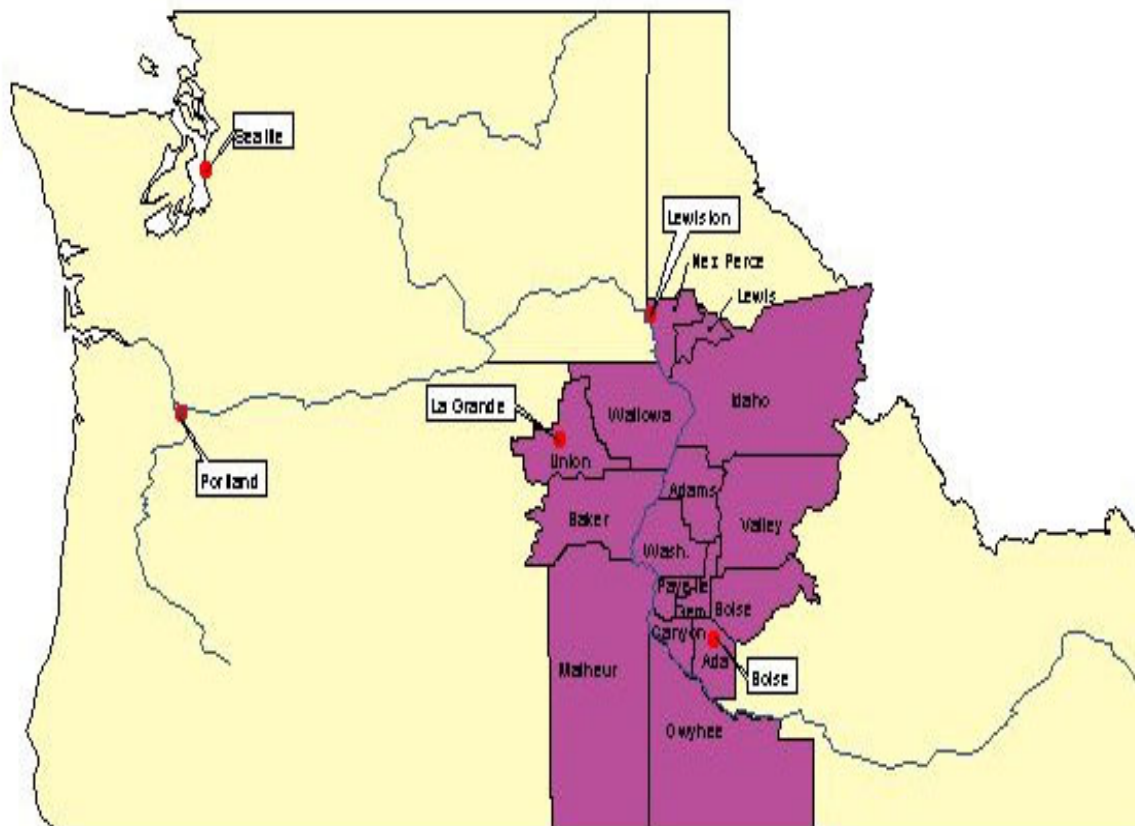 Seattle
Lewiston
Nez Perce
Lewis
Idaho
Wallowa
La Grande
Union
Portland
Adams
Baker
Valley
Wash.
Payette
Gem
Boise
Canyon
Ada
Malheur
Boise
Owyhee